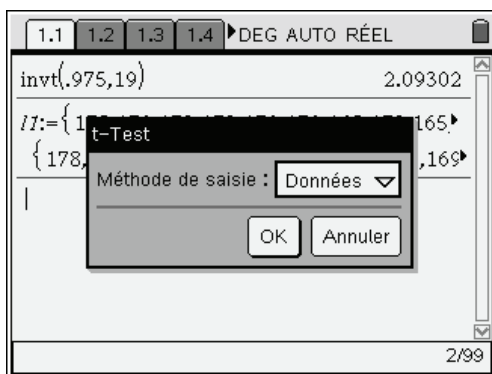 1.1 1.2 1.3 1.4 DEG AUTO RÉEL
invt(.975,19) 2.09302
l1:={1 165
{178, ,169
t-Test
Méthode de saisie : Données
OK Annuler
2/99